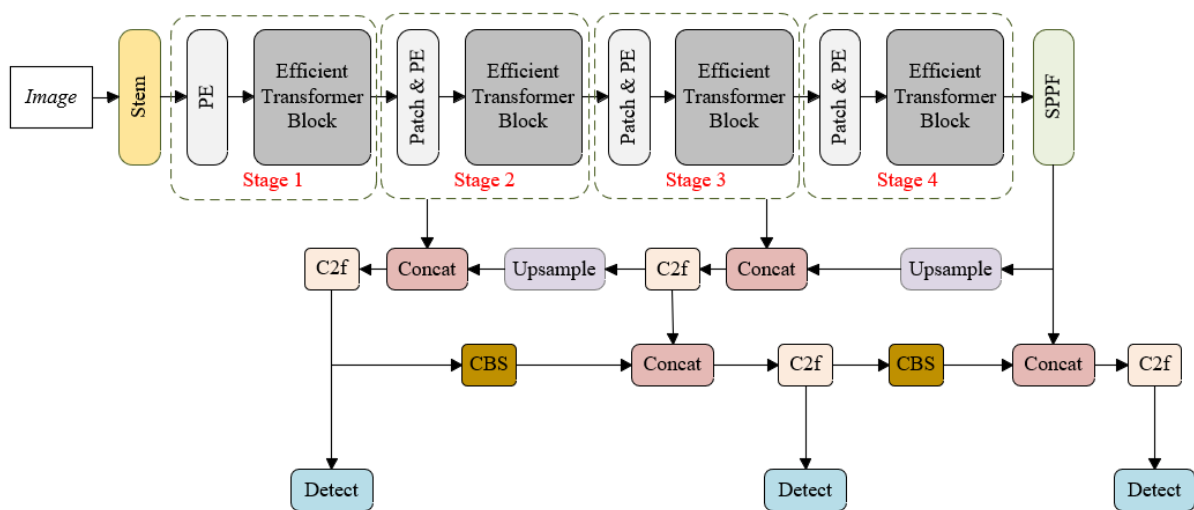 Image
Stem
PE
Efficient
Transformer
Block
Stage 1
Patch & PE
Efficient
Transformer
Block
Stage 2
Patch & PE
Efficient
Transformer
Block
Stage 3
Patch & PE
Efficient
Transformer
Block
Stage 4
SPPF
C2f
Concat
Upsample
C2f
Concat
Upsample
CBS
Concat
C2f
CBS
Concat
C2f
Detect
Detect
Detect